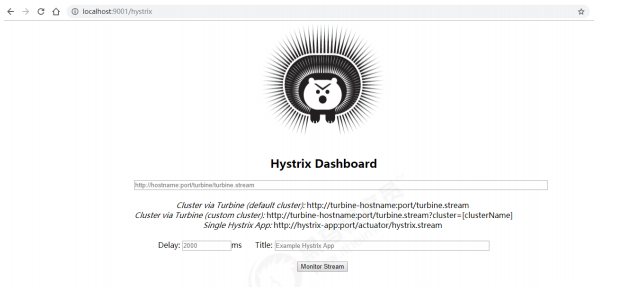 localhost:9001/hystrix
Hystrix Dashboard
http://hostname:port/turbine/turbine.stream
Cluster via Turbine (default cluster): http://turbine-hostname:port/turbine.stream
Cluster via Turbine (custom cluster): http://turbine-hostname:port/turbine.stream?cluster=[clusterName]
Single Hystrix App: http://hystrix-app:port/actuator/hystrix.stream
Delay: 2000 ms Title: Example Hystrix App
Monitor Stream